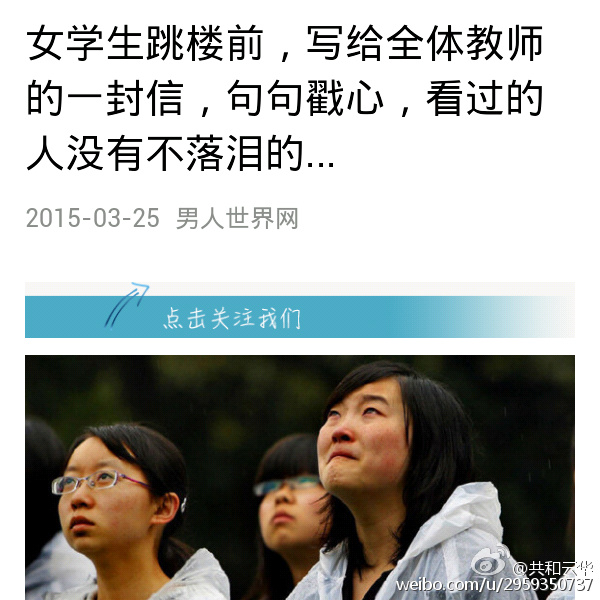 女学生跳楼前，写给全体教师
的一封信，句句戳心，看过的
人没有不落泪的...
2015-03-25 男人世界网
点击关注我们
@共和云华
weibo.com/u/2959350737